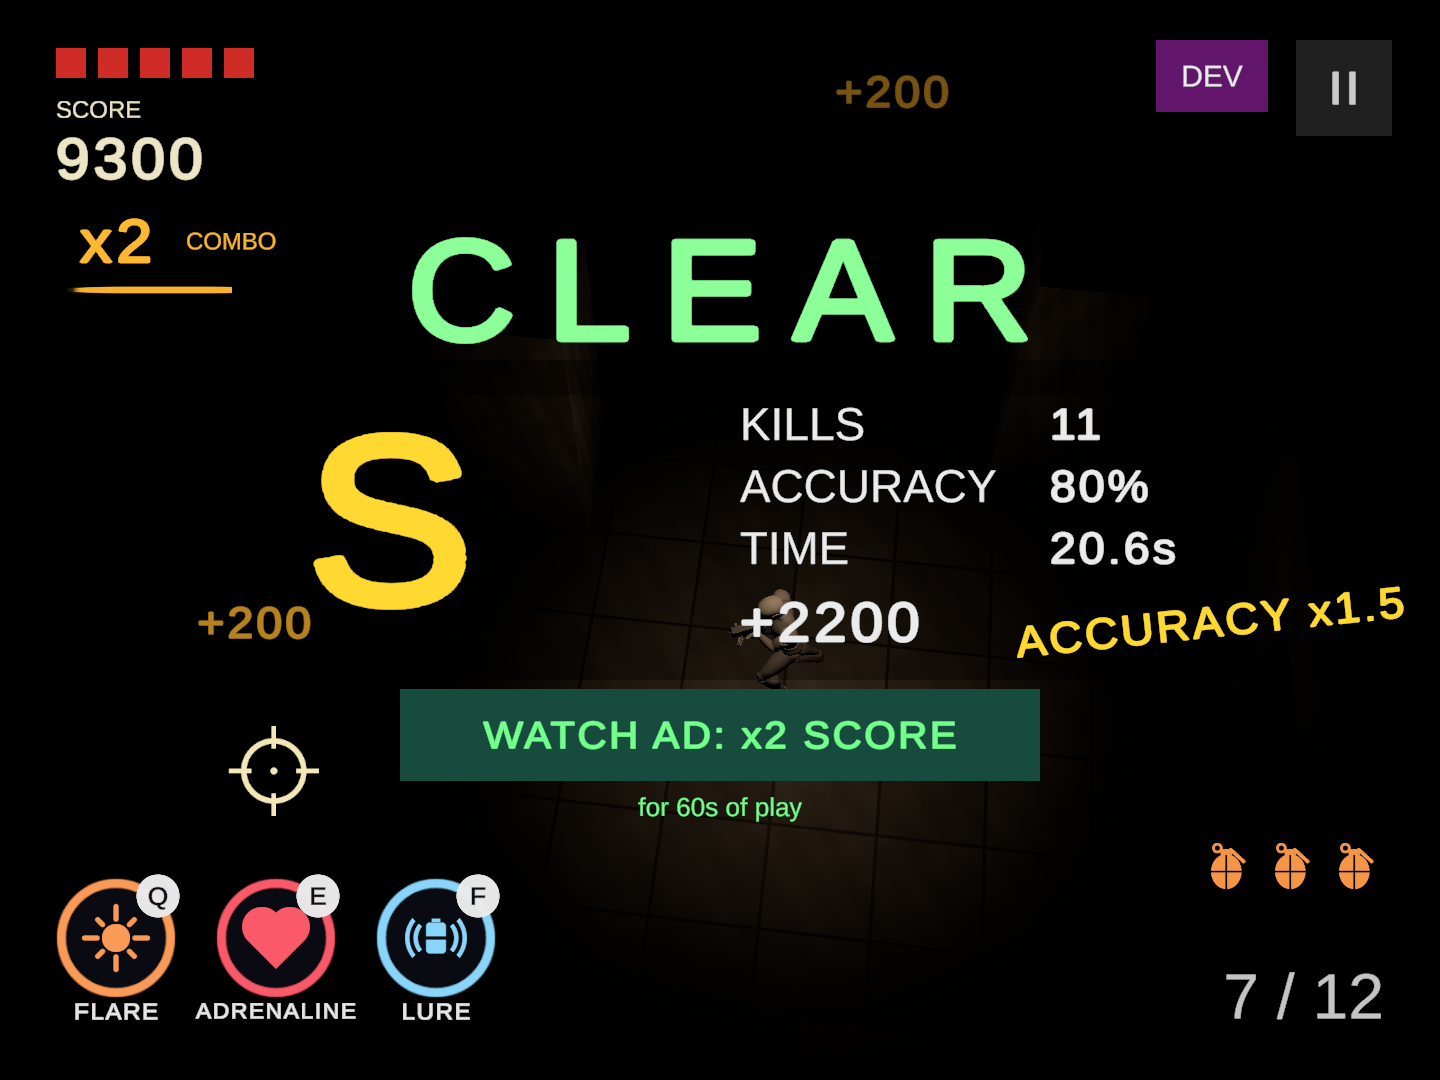 SCORE
9300
x2 COMBO
+200
DEV
CLEAR
S
KILLS 11
ACCURACY 80%
TIME 20.6s
+2200
ACCURACY x1.5
+200
WATCH AD: x2 SCORE
for 60s of play
Q
E
F
FLARE
ADRENALINE
LURE
7 / 12